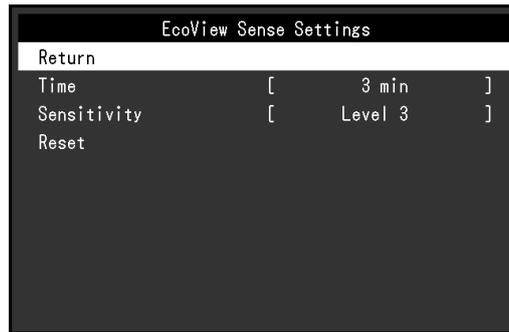 EcoView Sense Settings
Return
Time [ 3 min ]
Sensitivity [ Level 3 ]
Reset